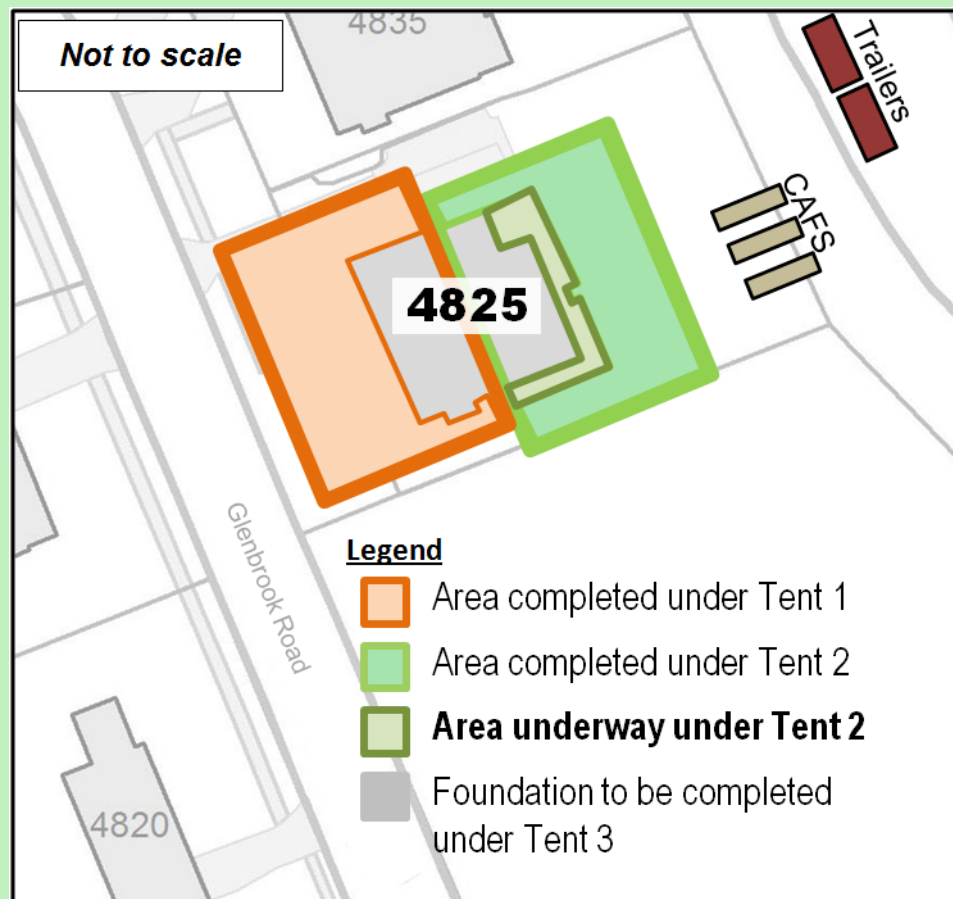 Not to scale
4835
Trailers
CAFS
4825
Glenbrook Road
Legend
Area completed under Tent 1
Area completed under Tent 2
Area underway under Tent 2
Foundation to be completed
under Tent 3
4820